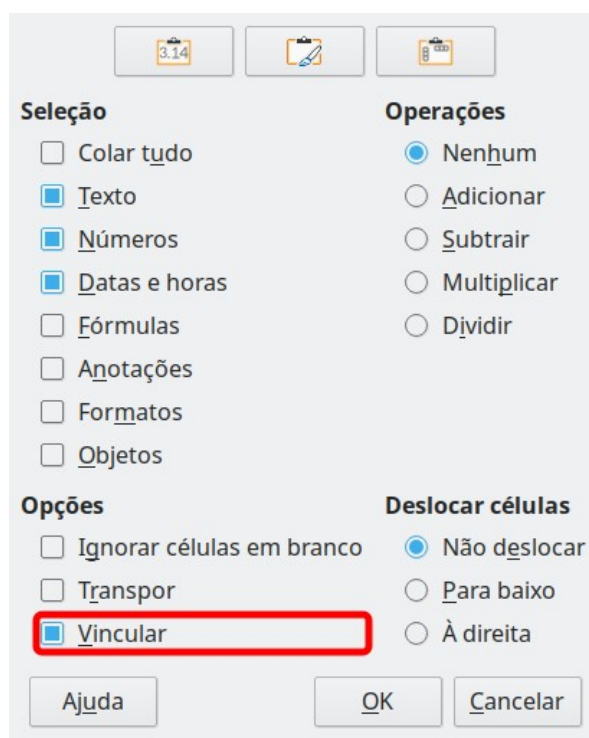 3.14
Seleção
Operações
Colar tudo
Nenhum
Texto
Adicionar
Números
Subtrair
Datas e horas
Multiplicar
Fórmulas
Dividir
Anotações
Formatos
Objetos
Opções
Deslocar células
Ignorar células em branco
Não deslocar
Transpor
Para baixo
Vincular
À direita
Ajuda
OK
Cancelar